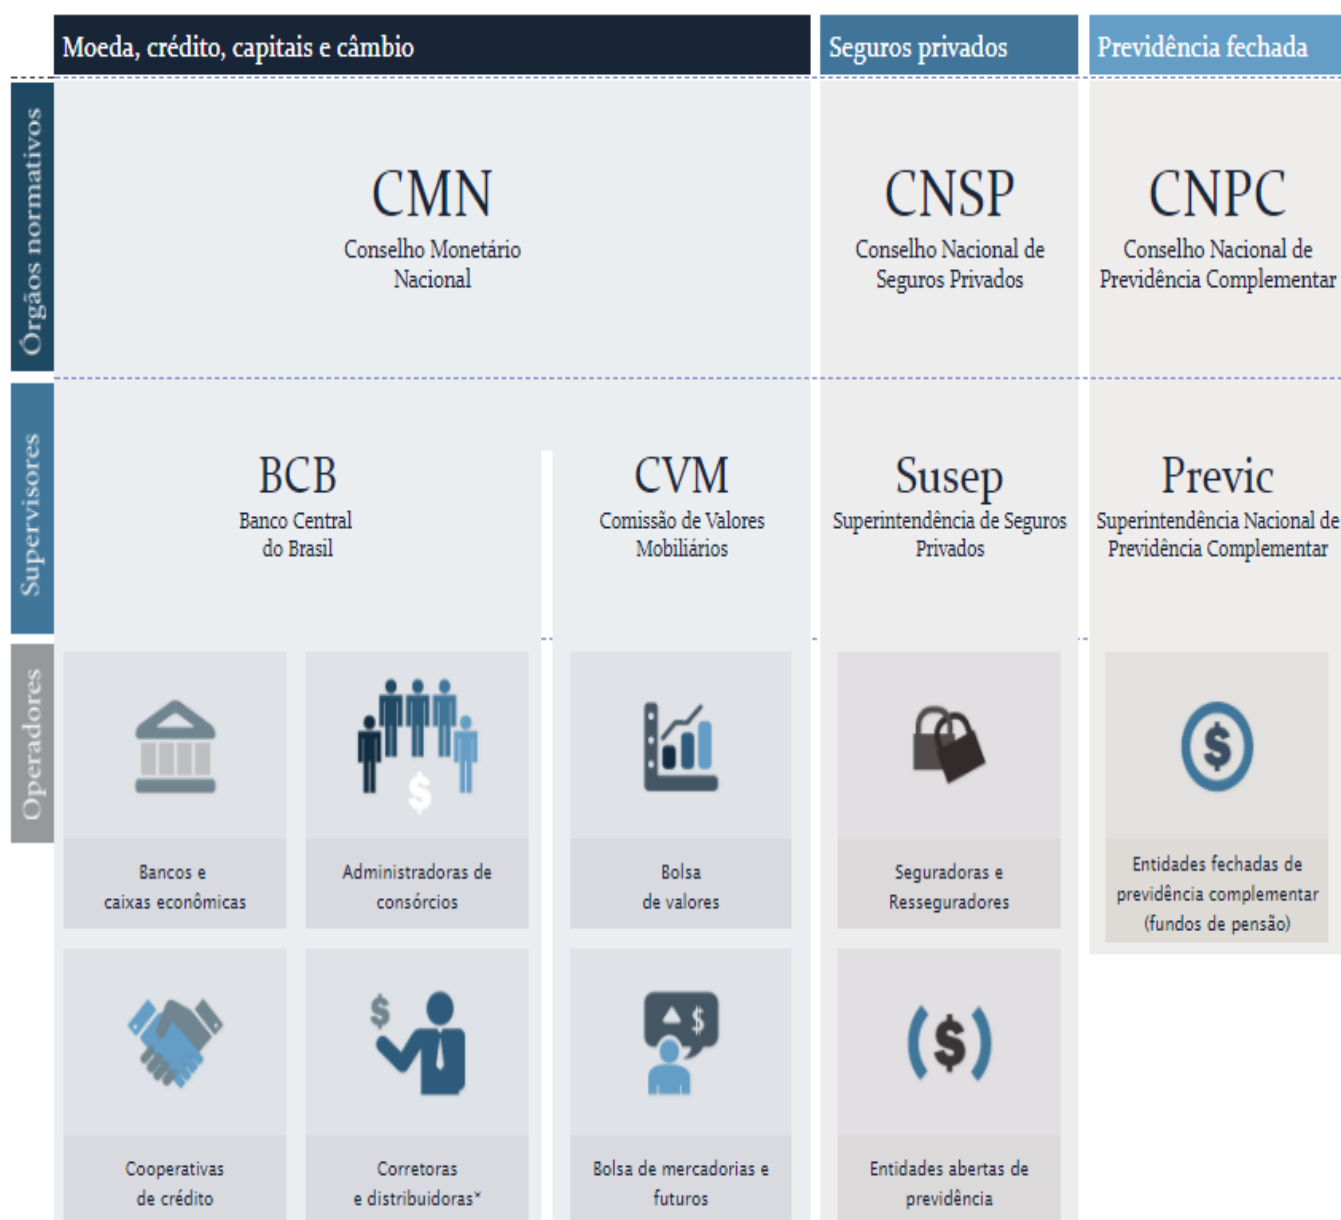 Moeda, crédito, capitais e câmbio
Seguros privados
Previdência fechada
Órgãos normativos
CMN
Conselho Monetário
Nacional
CNSP
Conselho Nacional de
Seguros Privados
CNPC
Conselho Nacional de
Previdência Complementar
Supervisores
BCB
Banco Central
do Brasil
CVM
Comissão de Valores
Mobiliários
Susep
Superintendência de Seguros
Privados
Previc
Superintendência Nacional de
Previdência Complementar
Operadores
$
$
Bancos e
caixas econômicas
Administradoras de
consórcios
Bolsa
de valores
Seguradoras e
Resseguradores
Entidades fechadas de
previdência complementar
(fundos de pensão)
$
$
$
Cooperativas
de crédito
Corretoras
e distribuidoras*
Bolsa de mercadorias e
futuros
Entidades abertas de
previdência